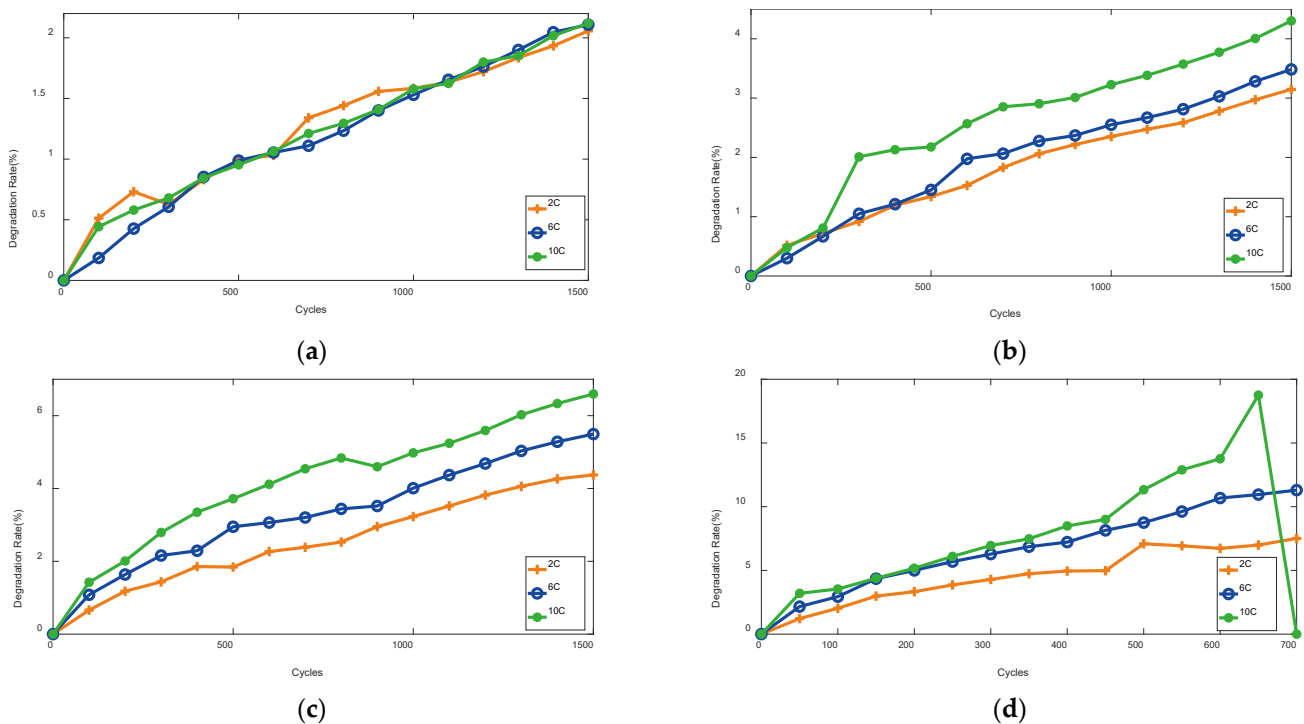 2
1.5
1
0.5
0
Degradation Rate(%)
2C
6C
10C
0 500 1000 1500
Cycles
(a)
4
3
2
1
0
Degradation Rate(%)
2C
6C
10C
0 500 1000 1500
Cycles
(b)
6
4
2
0
Degradation Rate(%)
2C
6C
10C
0 500 1000 1500
Cycles
(c)
20
15
10
5
0
Degradation Rate(%)
2C
6C
10C
0 100 200 300 400 500 600 700
Cycles
(d)